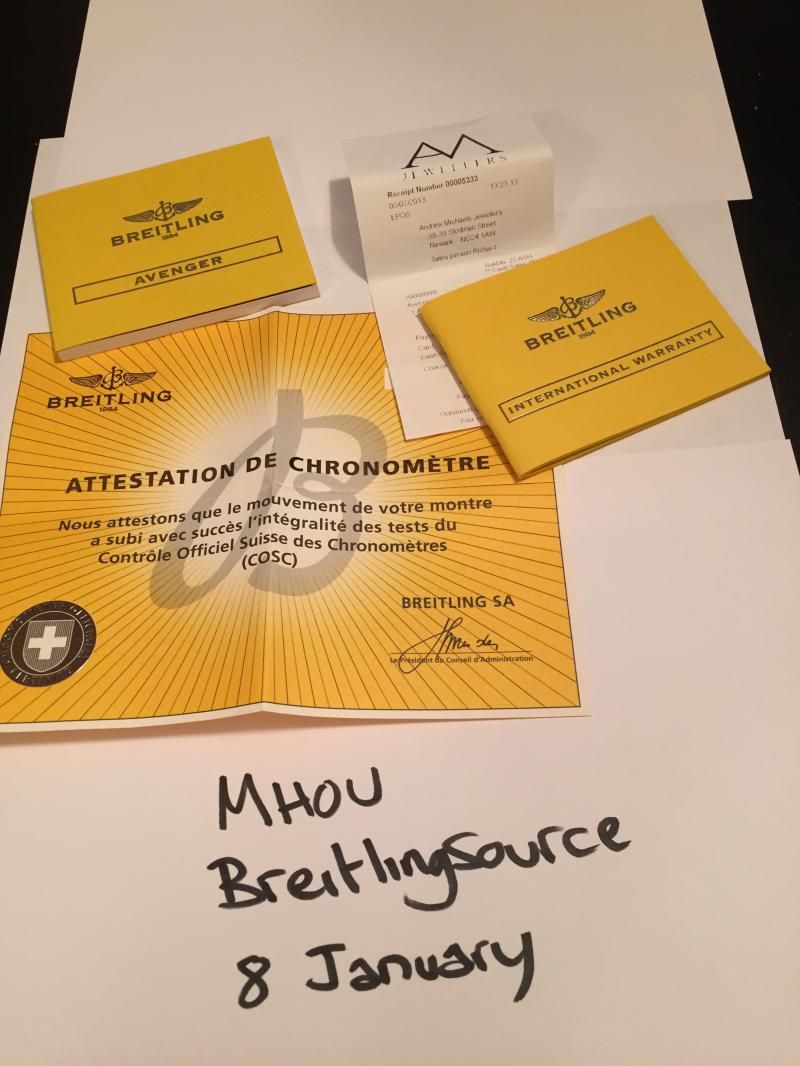 BREITLING
1884
AVENGER
AM
JEWELLERS
Receipt Number 00005333
13:23:13
EPOS
Andrew Michaels Jewellers
38-39 Stodman Street
Newark NG24 1AW
Sales person Richard
BREITLING
1884
INTERNATIONAL WARRANTY
BREITLING
1884
ATTESTATION DE CHRONOMÈTRE
Nous attestons que le mouvement de votre montre
a subi avec succès l'intégralité des tests du
Contrôle Officiel Suisse des Chronomètres
(COSC)
BREITLING SA
Le Président du Conseil d'Administration
MHOU
BreitlingSource
8 January